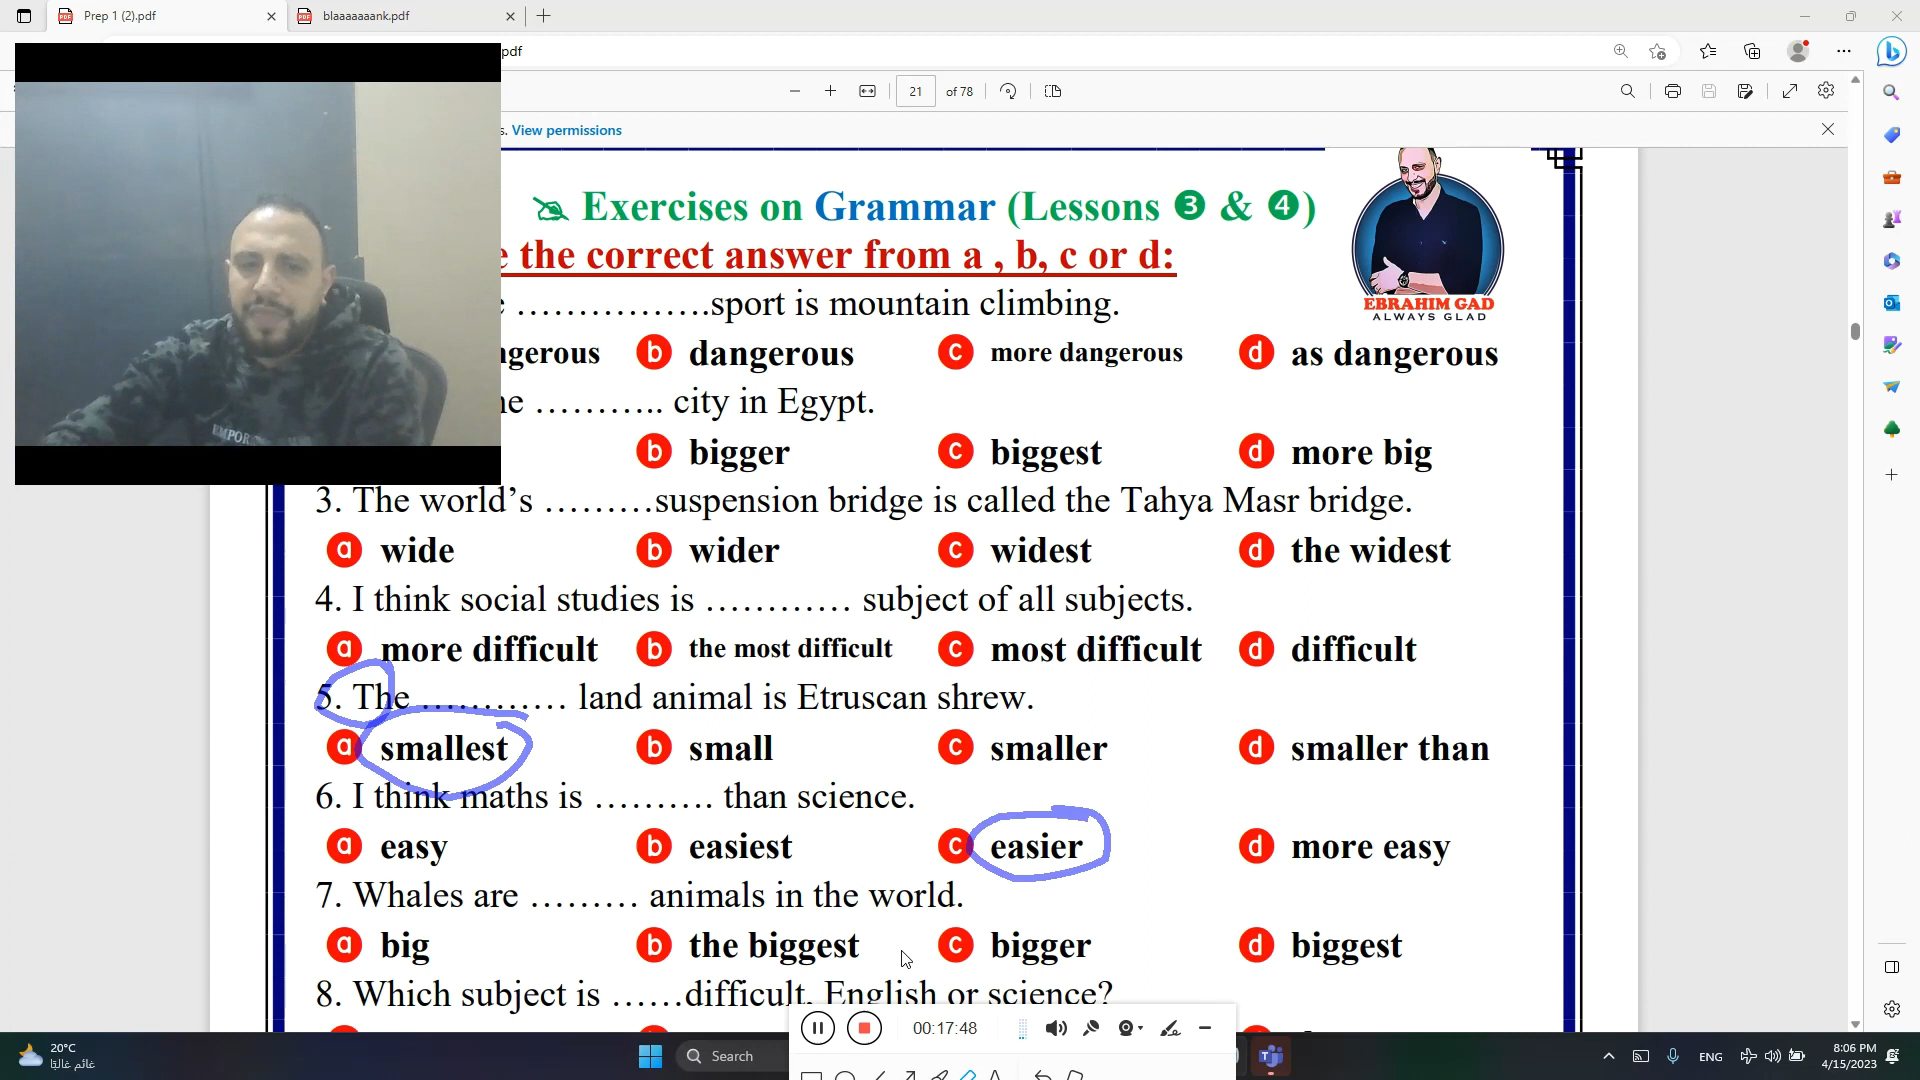 Prep 1 (2).pdf
blaaaaaaank.pdf
pdf
21 of 78
s. View permissions
Exercises on Grammar (Lessons ❸ & ❹)
e the correct answer from a , b, c or d:
e ……………..sport is mountain climbing.
ngerous b dangerous c more dangerous d as dangerous
EBRAHIM GAD
ALWAYS GLAD
he ……….. city in Egypt.
b bigger c biggest d more big
3. The world’s ………suspension bridge is called the Tahya Masr bridge.
a wide b wider c widest d the widest
4. I think social studies is ………… subject of all subjects.
a more difficult b the most difficult c most difficult d difficult
5. The ………… land animal is Etruscan shrew.
a smallest b small c smaller d smaller than
6. I think maths is ………. than science.
a easy b easiest c easier d more easy
7. Whales are ……… animals in the world.
a big b the biggest c bigger d biggest
8. Which subject is ……difficult, English or science?
00:17:48
20°C
غائم غالبًا
Search
ENG
8:06 PM
4/15/2023